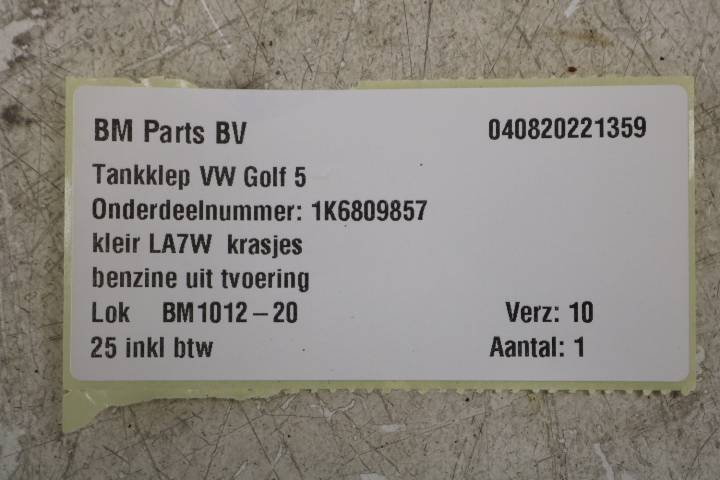 BM Parts BV 040820221359
Tankklep VW Golf 5
Onderdeelnummer: 1K6809857
kleir LA7W krasjes
benzine uit tvoering
Lok BM1012-20 Verz: 10
25 inkl btw Aantal: 1